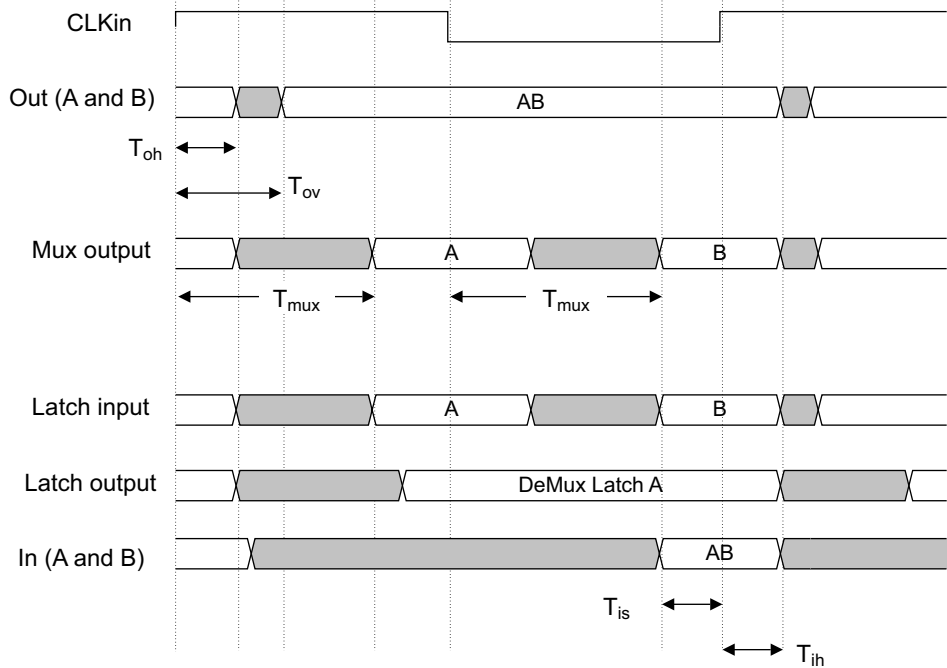 CLKin
Out (A and B)
AB
Toh
Tov
Mux output
A
B
Tmux
Tmux
Latch input
A
B
Latch output
DeMux Latch A
In (A and B)
AB
Tis
Tih